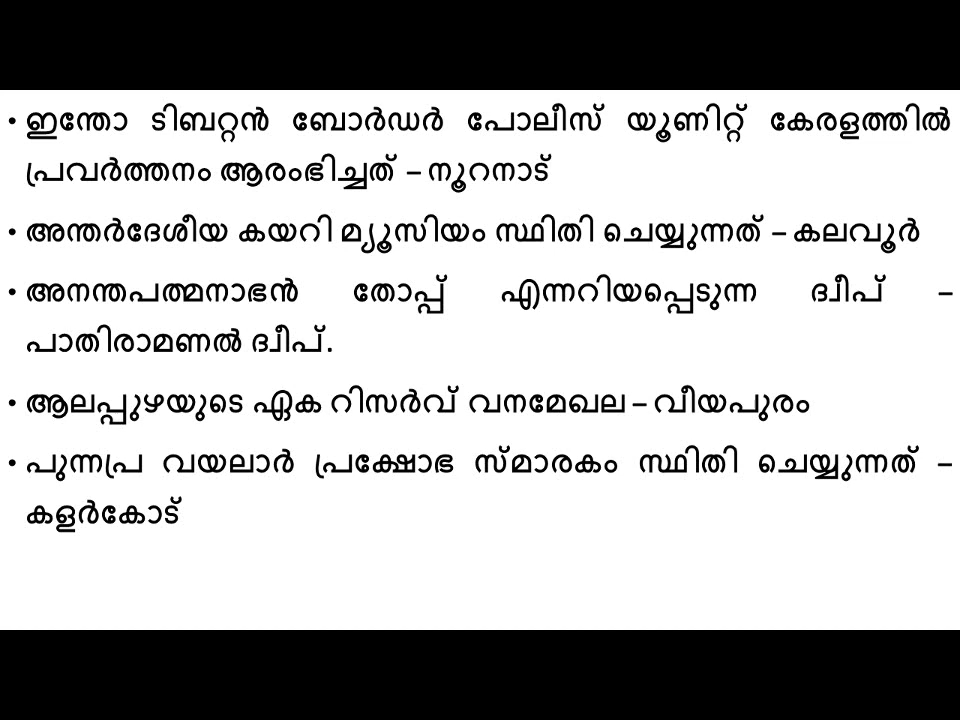 • ഇന്തോ ടിബറ്റൻ ബോർഡർ പോലീസ് യൂണിറ്റ് കേരളത്തിൽ
പ്രവർത്തനം ആരംഭിച്ചത് – നൂറനാട്
• അന്തർദേശീയ കയറി മ്യൂസിയം സ്ഥിതി ചെയ്യുന്നത് – കലവൂർ
• അനന്തപത്മനാഭൻ തോപ്പ് എന്നറിയപ്പെടുന്ന ദ്വീപ് –
പാതിരാമണൽ ദ്വീപ്.
• ആലപ്പുഴയുടെ ഏക റിസർവ് വനമേഖല – വീയപുരം
• പുന്നപ്ര വയലാർ പ്രക്ഷോഭ സ്മാരകം സ്ഥിതി ചെയ്യുന്നത് –
കളർകോട്